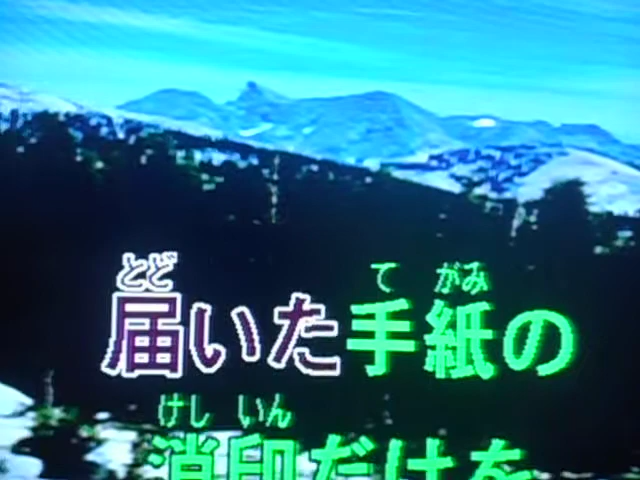 とど て がみ
届いた手紙の
けし いん
消印だけを